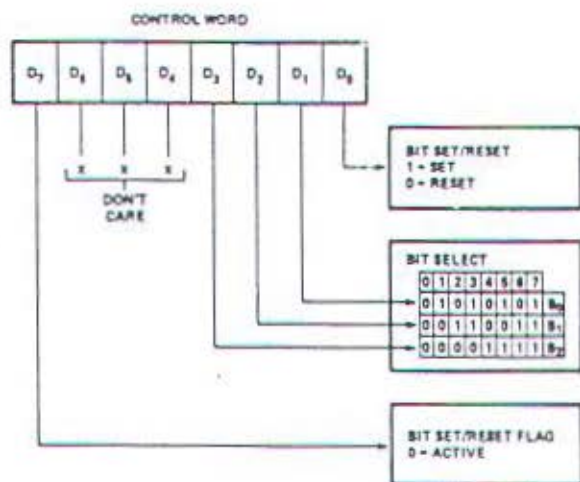 CONTROL WORD
D7 D6 D5 D4 D3 D2 D1 D0
X X X
DON'T
CARE
BIT SET/RESET
1 = SET
0 = RESET
BIT SELECT
0 1 2 3 4 5 6 7
0 1 0 1 0 1 0 1 B0
0 0 1 1 0 0 1 1 B1
0 0 0 0 1 1 1 1 B2
BIT SET/RESET FLAG
0 = ACTIVE